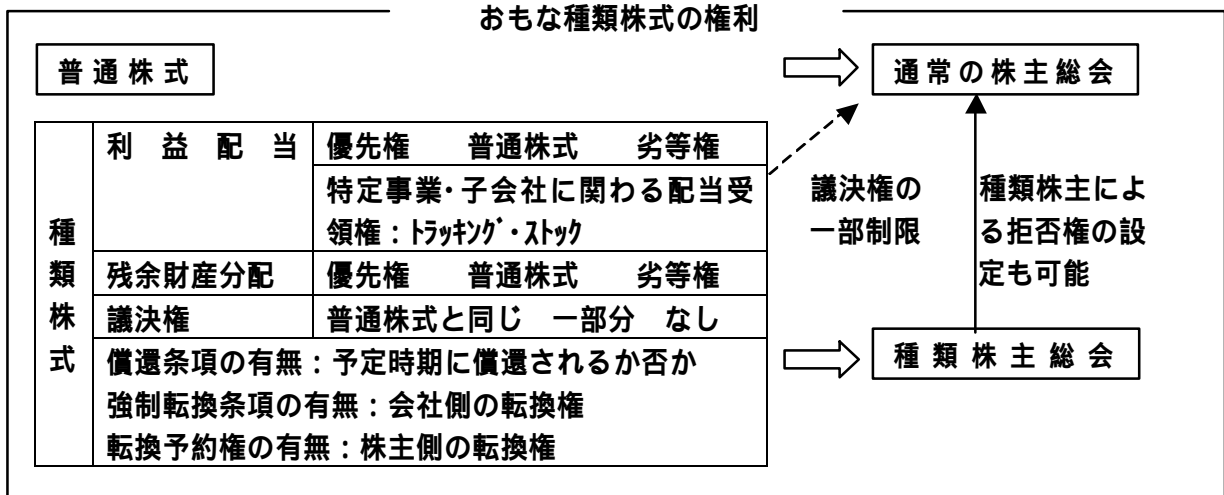 おもな種類株式の権利
普通株式
通常の株主総会
種類株式
利益配当
優先権 普通株式 劣等権
特定事業・子会社に関わる配当受
領権：ﾄﾗｯｷﾝｸﾞ・ｽﾄｯｸ
残余財産分配
優先権 普通株式 劣等権
議決権
普通株式と同じ 一部分 なし
償還条項の有無：予定時期に償還されるか否か
強制転換条項の有無：会社側の転換権
転換予約権の有無：株主側の転換権
議決権の
一部制限
種類株主によ
る拒否権の設
定も可能
種類株主総会